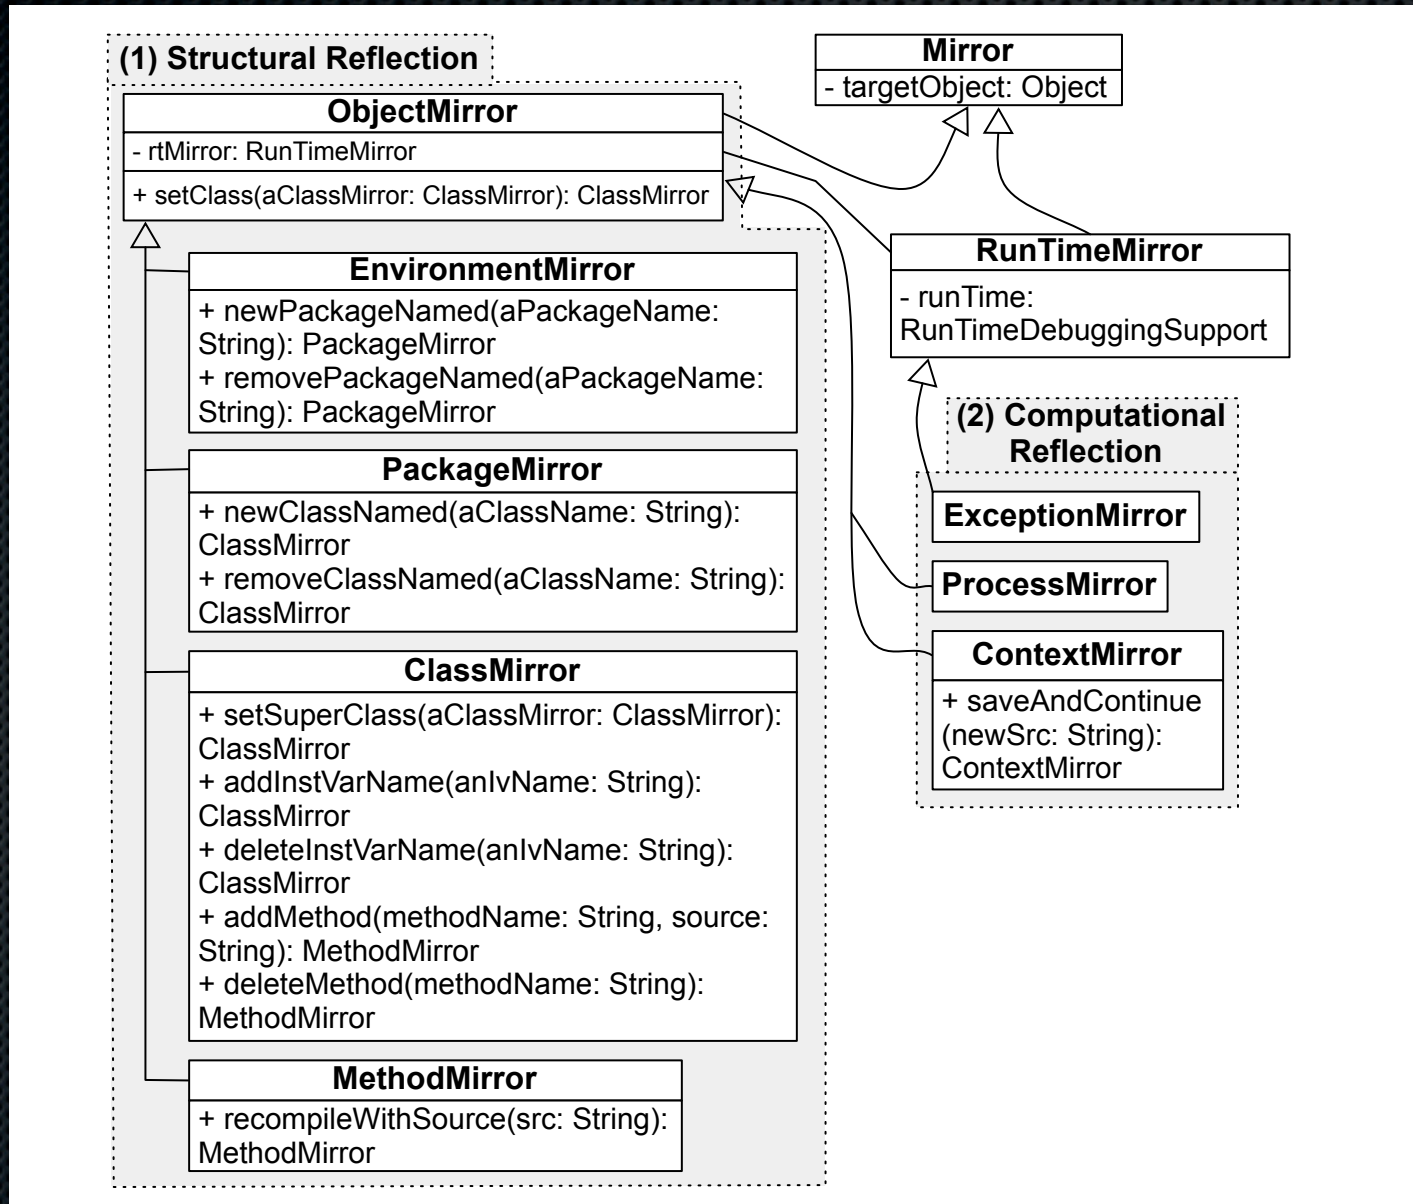 (1) Structural Reflection
ObjectMirror
- rtMirror: RunTimeMirror
+ setClass(aClassMirror: ClassMirror): ClassMirror
EnvironmentMirror
+ newPackageNamed(aPackageName:
String): PackageMirror
+ removePackageNamed(aPackageName:
String): PackageMirror
PackageMirror
+ newClassNamed(aClassName: String):
ClassMirror
+ removeClassNamed(aClassName: String):
ClassMirror
ClassMirror
+ setSuperClass(aClassMirror: ClassMirror):
ClassMirror
+ addInstVarName(anIvName: String):
ClassMirror
+ deleteInstVarName(anIvName: String):
ClassMirror
+ addMethod(methodName: String, source:
String): MethodMirror
+ deleteMethod(methodName: String):
MethodMirror
MethodMirror
+ recompileWithSource(src: String):
MethodMirror
Mirror
- targetObject: Object
RunTimeMirror
- runTime:
RunTimeDebuggingSupport
(2) Computational
Reflection
ExceptionMirror
ProcessMirror
ContextMirror
+ saveAndContinue
(newSrc: String):
ContextMirror